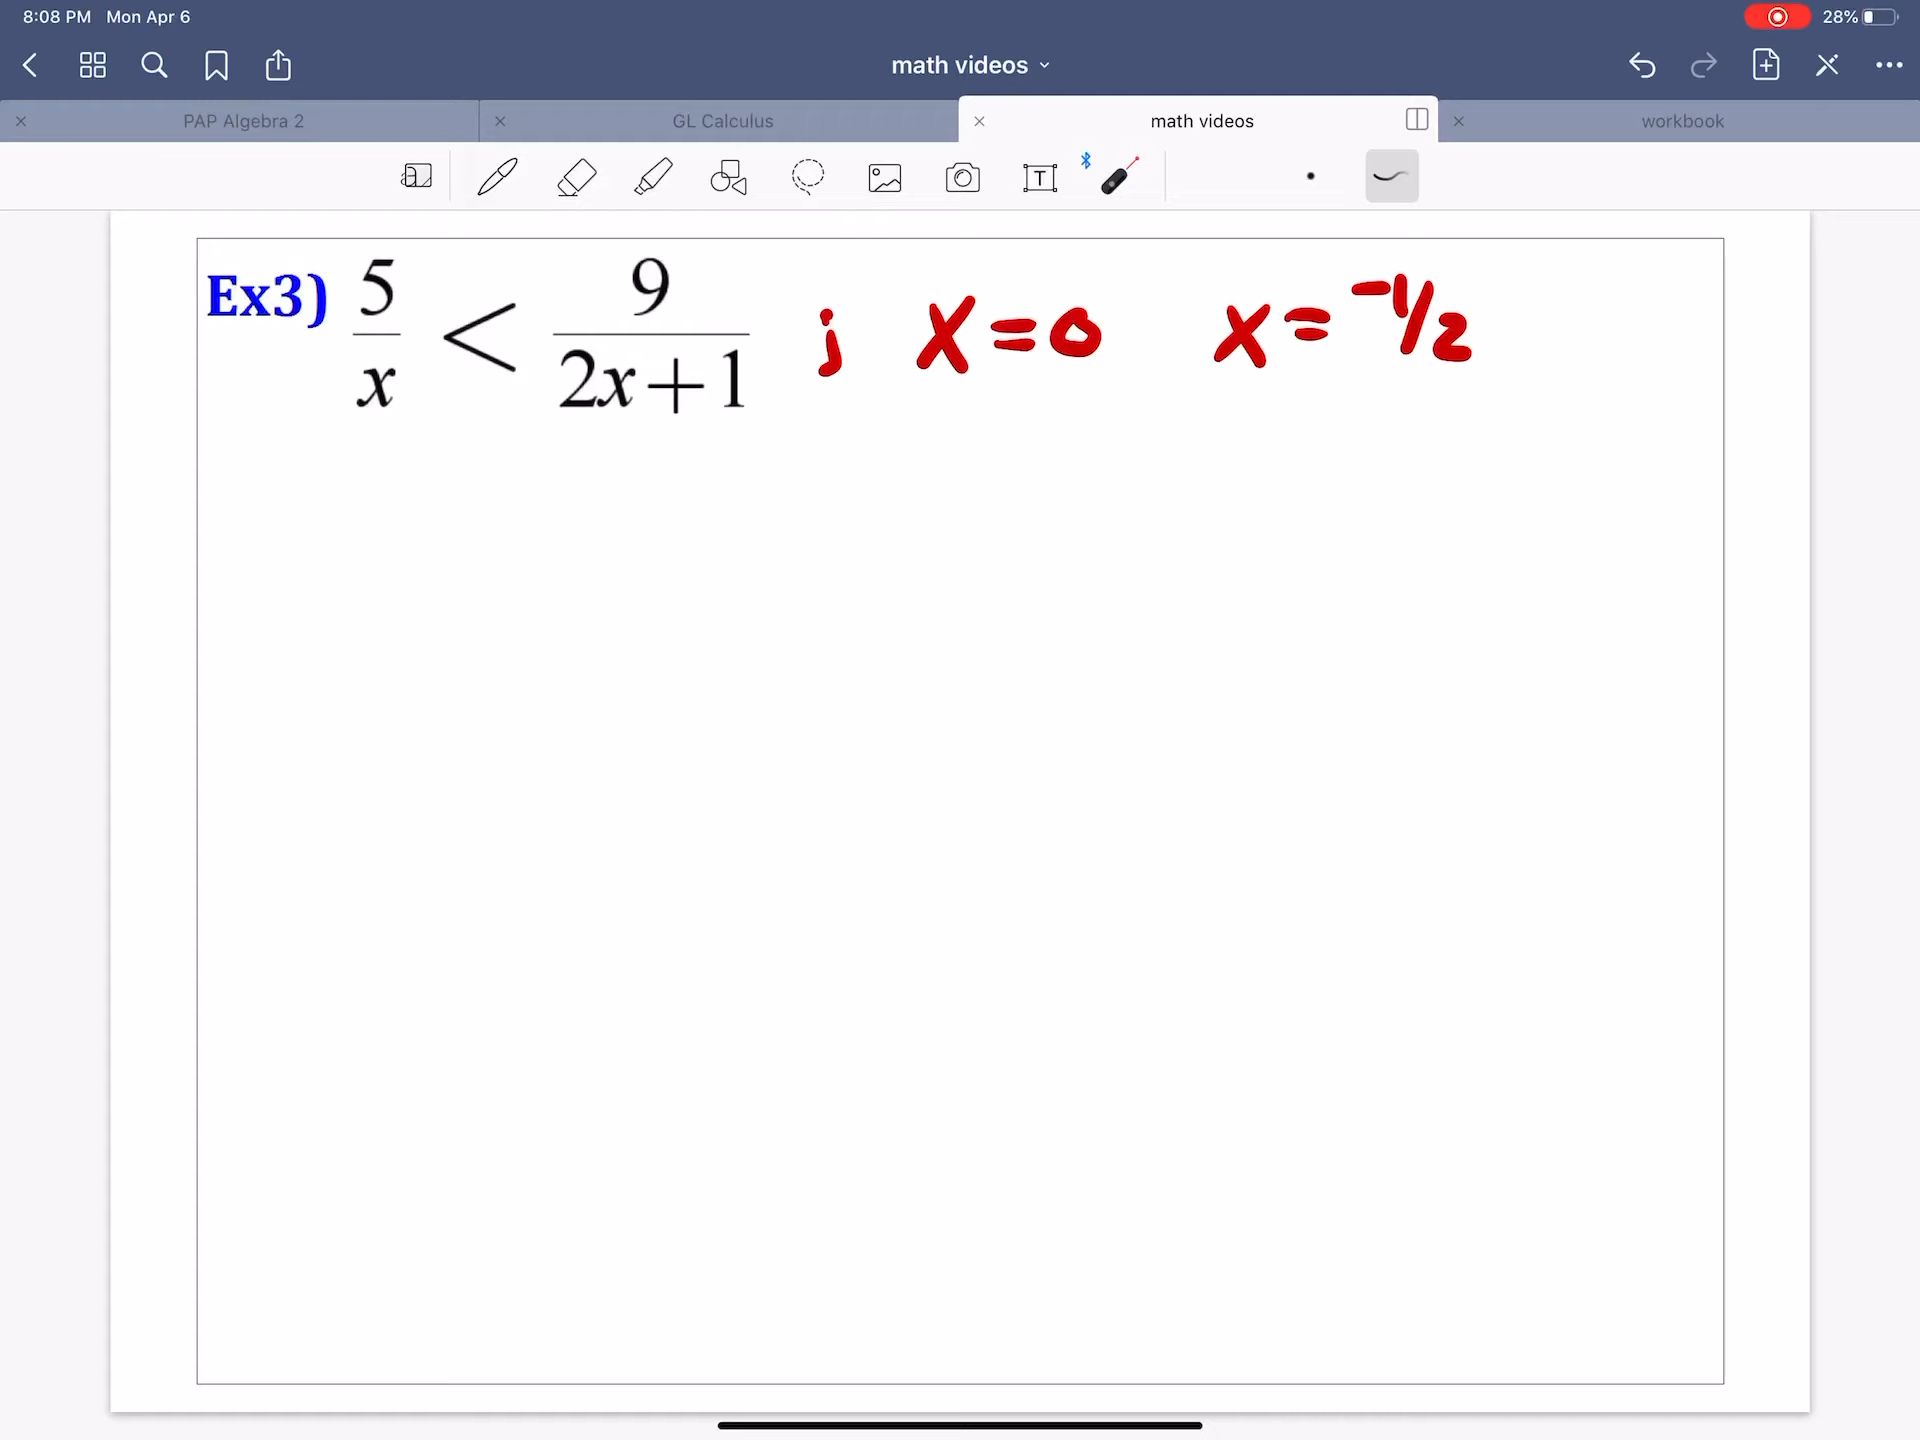 8:08 PM Mon Apr 6 28%
math videos
PAP Algebra 2 GL Calculus math videos workbook
Ex3) 5/x < 9/(2x+1) ; x=0 x=-1/2